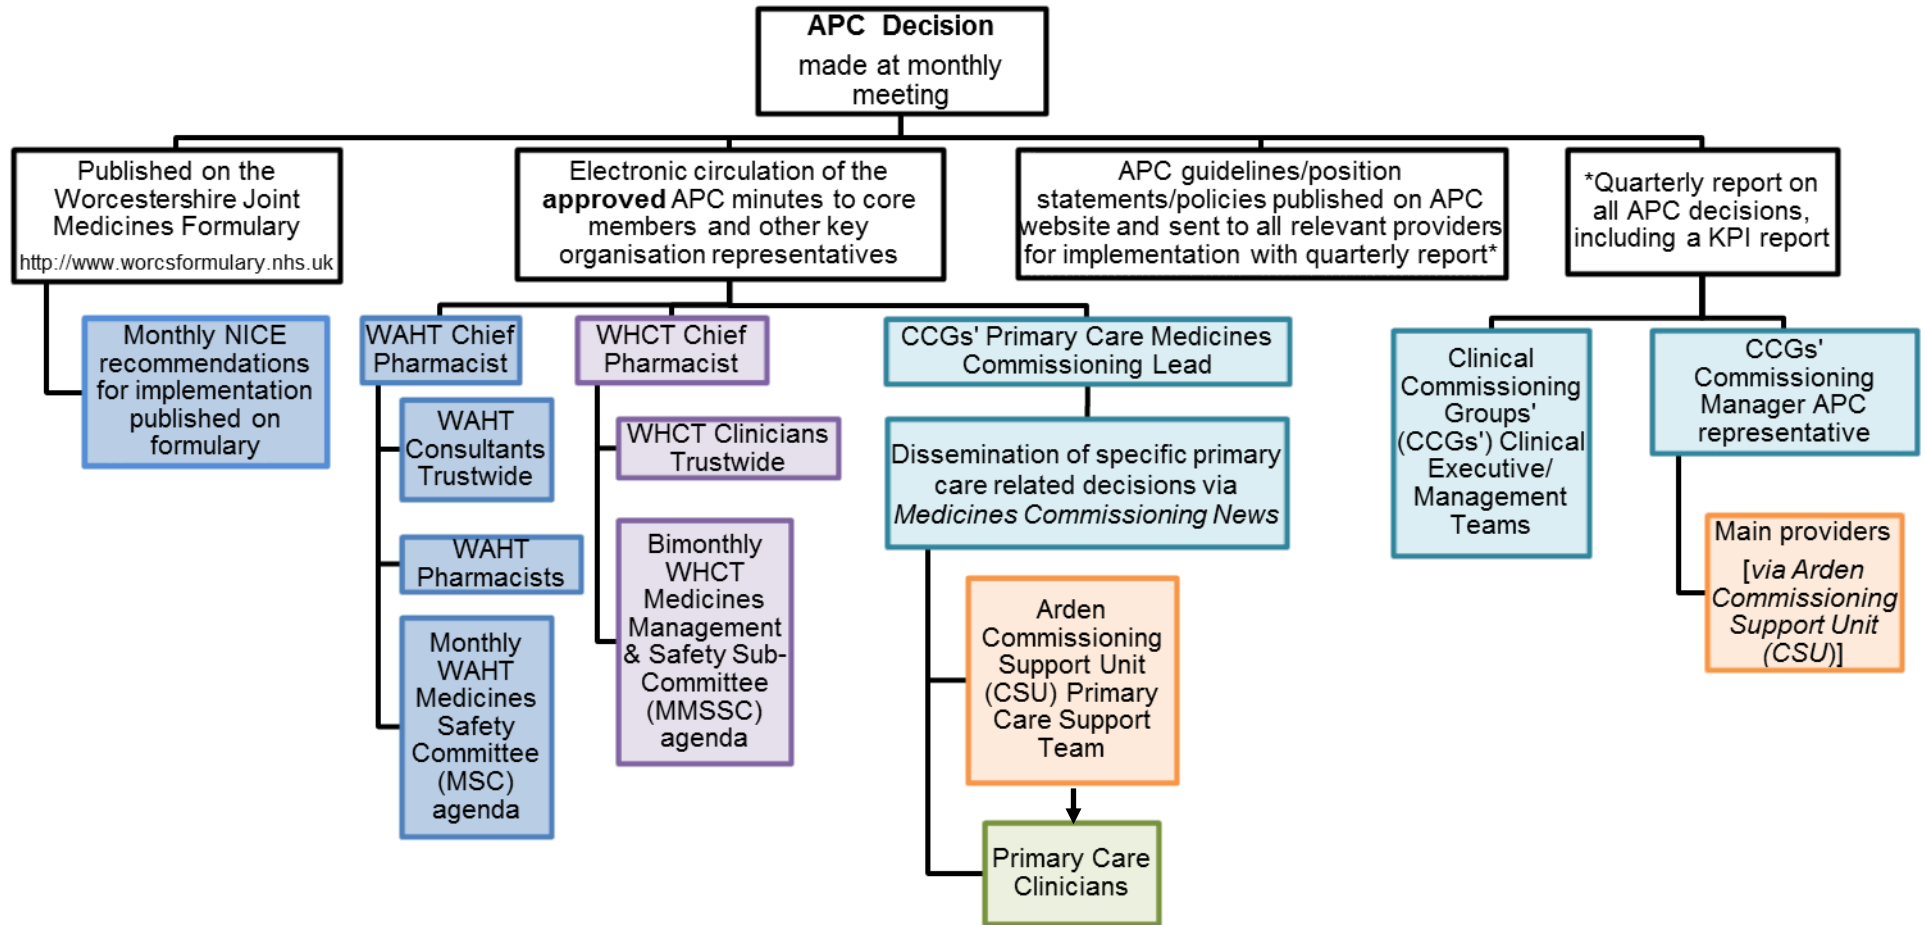 APC Decision
made at monthly
meeting
Published on the
Worcestershire Joint
Medicines Formulary
http://www.worcsformulary.nhs.uk
Electronic circulation of the
approved APC minutes to core
members and other key
organisation representatives
APC guidelines/position
statements/policies published on APC
website and sent to all relevant providers
for implementation with quarterly report*
*Quarterly report on
all APC decisions,
including a KPI report
Monthly NICE
recommendations
for implementation
published on
formulary
WAHT Chief
Pharmacist
WAHT
Consultants
Trustwide
WAHT
Pharmacists
Monthly
WAHT
Medicines
Safety
Committee
(MSC)
agenda
WHCT Chief
Pharmacist
WHCT Clinicians
Trustwide
Bimonthly
WHCT
Medicines
Management
& Safety Sub-
Committee
(MMSSC)
agenda
CCGs' Primary Care Medicines
Commissioning Lead
Dissemination of specific primary
care related decisions via
Medicines Commissioning News
Arden
Commissioning
Support Unit
(CSU) Primary
Care Support
Team
Primary Care
Clinicians
Clinical
Commissioning
Groups'
(CCGs') Clinical
Executive/
Management
Teams
CCGs'
Commissioning
Manager APC
representative
Main providers
[via Arden
Commissioning
Support Unit
(CSU)]